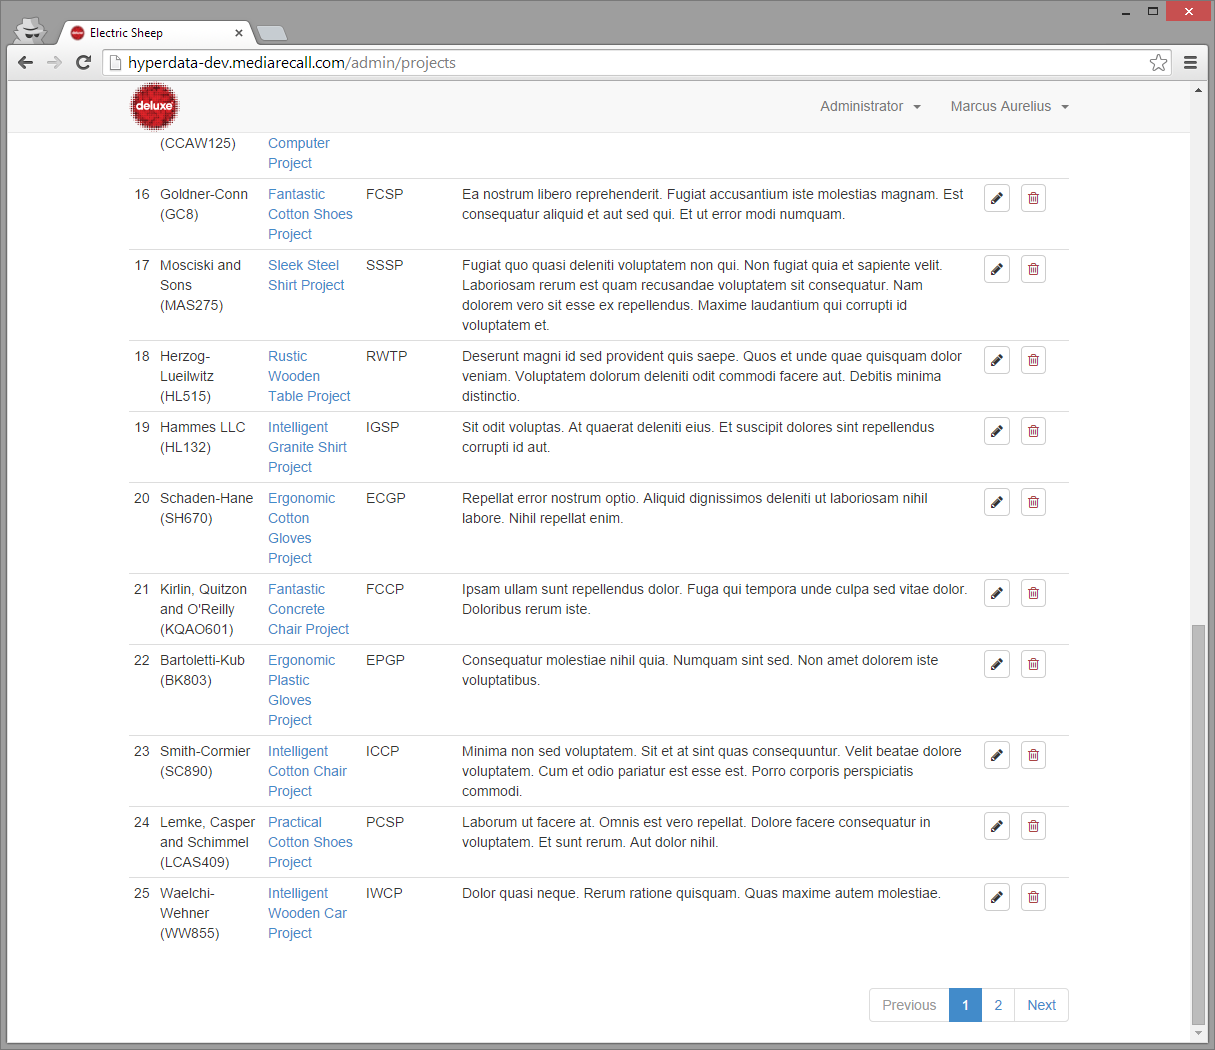 Electric Sheep
hyperdata-dev.mediarecall.com/admin/projects
deluxe
Administrator
Marcus Aurelius
(CCAW125)
Computer
Project
16
Goldner-Conn
(GC8)
Fantastic
Cotton Shoes
Project
FCSP
Ea nostrum libero reprehenderit. Fugiat accusantium iste molestias magnam. Est
consequatur aliquid et aut sed qui. Et ut error modi numquam.
17
Mosciski and
Sons
(MAS275)
Sleek Steel
Shirt Project
SSSP
Fugiat quo quasi deleniti voluptatem non qui. Non fugiat quia et sapiente velit.
Laboriosam rerum est quam recusandae voluptatem sit consequatur. Nam
dolorem vero sit esse ex repellendus. Maxime laudantium qui corrupti id
voluptatem et.
18
Herzog-
Lueilwitz
(HL515)
Rustic
Wooden
Table Project
RWTP
Deserunt magni id sed provident quis saepe. Quos et unde quae quisquam dolor
veniam. Voluptatem dolorum deleniti odit commodi facere aut. Debitis minima
distinctio.
19
Hammes LLC
(HL132)
Intelligent
Granite Shirt
Project
IGSP
Sit odit voluptas. At quaerat deleniti eius. Et suscipit dolores sint repellendus
corrupti id aut.
20
Schaden-Hane
(SH670)
Ergonomic
Cotton
Gloves
Project
ECGP
Repellat error nostrum optio. Aliquid dignissimos deleniti ut laboriosam nihil
labore. Nihil repellat enim.
21
Kirlin, Quitzon
and O'Reilly
(KQAO601)
Fantastic
Concrete
Chair Project
FCCP
Ipsam ullam sunt repellendus dolor. Fuga qui tempora unde culpa sed vitae dolor.
Doloribus rerum iste.
22
Bartoletti-Kub
(BK803)
Ergonomic
Plastic
Gloves
Project
EPGP
Consequatur molestiae nihil quia. Numquam sint sed. Non amet dolorem iste
voluptatibus.
23
Smith-Cormier
(SC890)
Intelligent
Cotton Chair
Project
ICCP
Minima non sed voluptatem. Sit et at sint quas consequuntur. Velit beatae dolore
voluptatem. Cum et odio pariatur est esse est. Porro corporis perspiciatis
commodi.
24
Lemke, Casper
and Schimmel
(LCAS409)
Practical
Cotton Shoes
Project
PCSP
Laborum ut facere at. Omnis est vero repellat. Dolore facere consequatur in
voluptatem. Et sunt rerum. Aut dolor nihil.
25
Waelchi-
Wehner
(WW855)
Intelligent
Wooden Car
Project
IWCP
Dolor quasi neque. Rerum ratione quisquam. Quas maxime autem molestiae.
Previous 1 2 Next